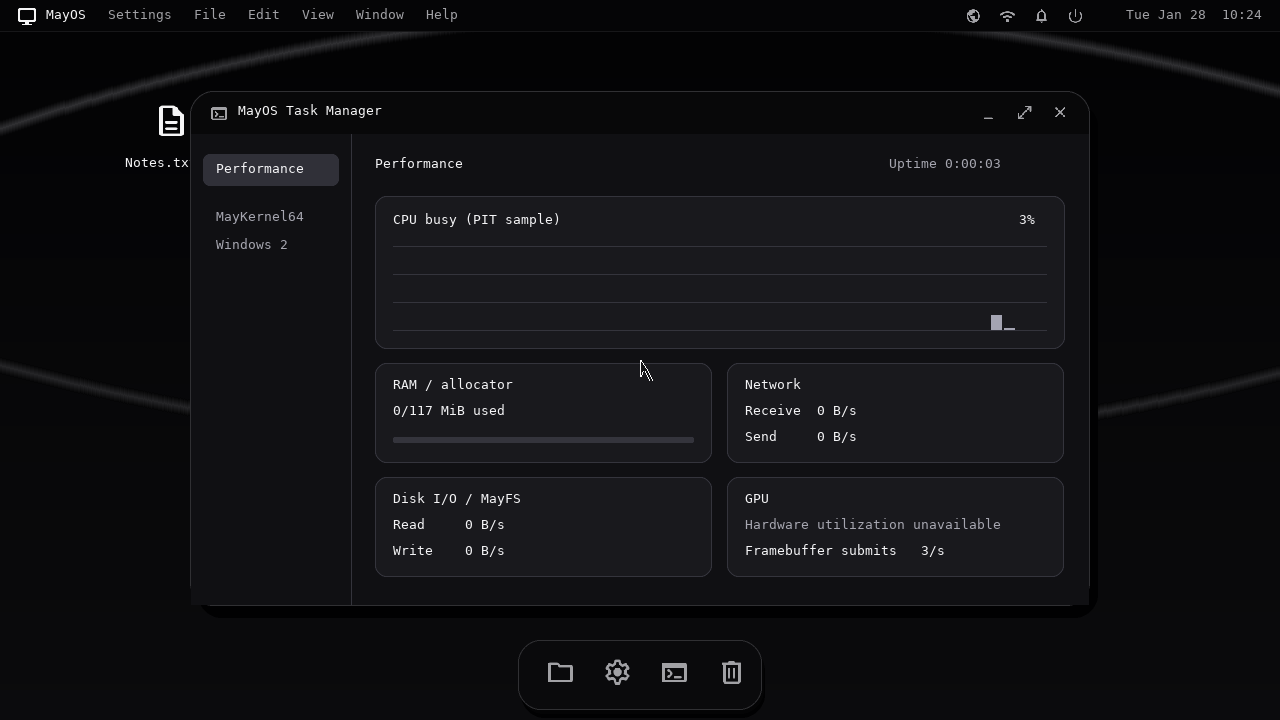 MayOS Settings File Edit View Window Help Tue Jan 28 10:24
MayOS Task Manager
Notes.tx
Performance
MayKernel64
Windows 2
Performance Uptime 0:00:03
CPU busy (PIT sample) 3%
RAM / allocator
0/117 MiB used
Network
Receive 0 B/s
Send 0 B/s
Disk I/O / MayFS
Read 0 B/s
Write 0 B/s
GPU
Hardware utilization unavailable
Framebuffer submits 3/s